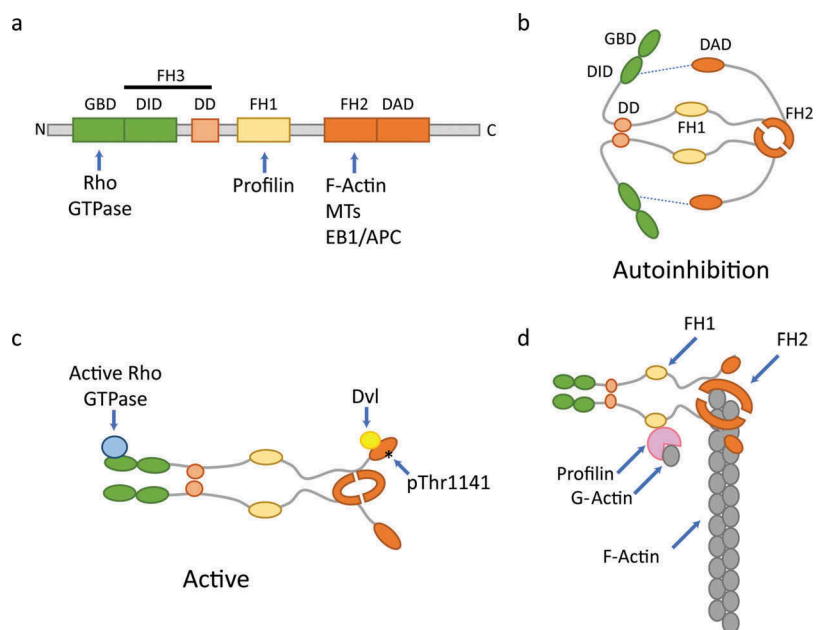 a
FH3
GBD DID DD FH1 FH2 DAD
N C
Rho
GTPase
Profilin
F-Actin
MTs
EB1/APC
b
GBD
DAD
DID
DD
FH1
FH2
Autoinhibition
c
Active Rho
GTPase
Dvl
*
pThr1141
Active
d
FH1
FH2
Profilin
G-Actin
F-Actin